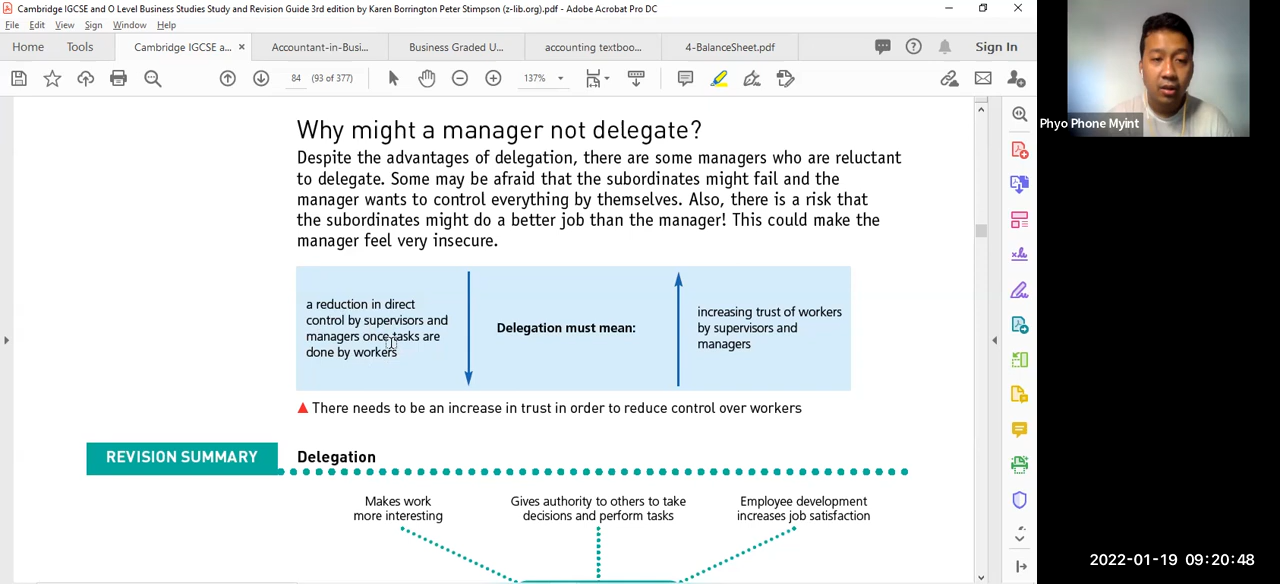 Cambridge IGCSE and O Level Business Studies Study and Revision Guide 3rd edition by Karen Borrington Peter Stimpson (z-lib.org).pdf - Adobe Acrobat Pro DC
File Edit View Sign Window Help
Home Tools Cambridge IGCSE a... × Accountant-in-Busi... Business Graded U... accounting textboo... 4-BalanceSheet.pdf Sign In
84 (93 of 377) 137%
Phyo Phone Myint
Why might a manager not delegate?
Despite the advantages of delegation, there are some managers who are reluctant
to delegate. Some may be afraid that the subordinates might fail and the
manager wants to control everything by themselves. Also, there is a risk that
the subordinates might do a better job than the manager! This could make the
manager feel very insecure.
a reduction in direct
control by supervisors and
managers once tasks are
done by workers
Delegation must mean:
increasing trust of workers
by supervisors and
managers
▲ There needs to be an increase in trust in order to reduce control over workers
REVISION SUMMARY
Delegation
Makes work
more interesting
Gives authority to others to take
decisions and perform tasks
Employee development
increases job satisfaction
2022-01-19 09:20:48